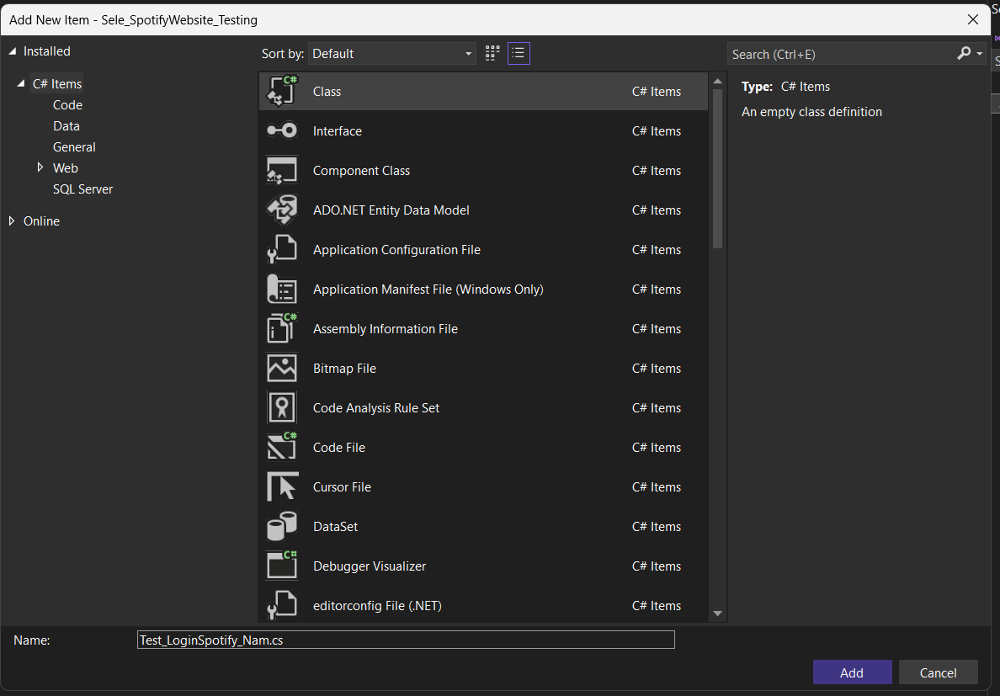 Add New Item - Sele_SpotifyWebsite_Testing
Installed
C# Items
Code
Data
General
Web
SQL Server
Online
Sort by: Default
Search (Ctrl+E)
Class C# Items
Interface C# Items
Component Class C# Items
ADO.NET Entity Data Model C# Items
Application Configuration File C# Items
Application Manifest File (Windows Only) C# Items
Assembly Information File C# Items
Bitmap File C# Items
Code Analysis Rule Set C# Items
Code File C# Items
Cursor File C# Items
DataSet C# Items
Debugger Visualizer C# Items
editorconfig File (.NET) C# Items
Type: C# Items
An empty class definition
Name: Test_LoginSpotify_Nam.cs
Add Cancel